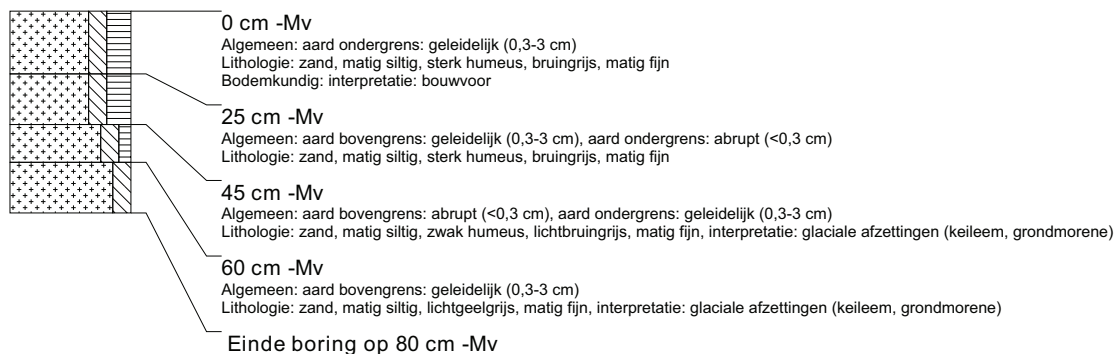 0 cm -Mv
Algemeen: aard ondergrens: geleidelijk (0,3-3 cm)
Lithologie: zand, matig siltig, sterk humeus, bruingrijs, matig fijn
Bodemkundig: interpretatie: bouwvoor
25 cm -Mv
Algemeen: aard bovengrens: geleidelijk (0,3-3 cm), aard ondergrens: abrupt (<0,3 cm)
Lithologie: zand, matig siltig, sterk humeus, bruingrijs, matig fijn
45 cm -Mv
Algemeen: aard bovengrens: abrupt (<0,3 cm), aard ondergrens: geleidelijk (0,3-3 cm)
Lithologie: zand, matig siltig, zwak humeus, lichtbruingrijs, matig fijn, interpretatie: glaciale afzettingen (keileem, grondmorene)
60 cm -Mv
Algemeen: aard bovengrens: geleidelijk (0,3-3 cm)
Lithologie: zand, matig siltig, lichtgeelgrijs, matig fijn, interpretatie: glaciale afzettingen (keileem, grondmorene)
Einde boring op 80 cm -Mv